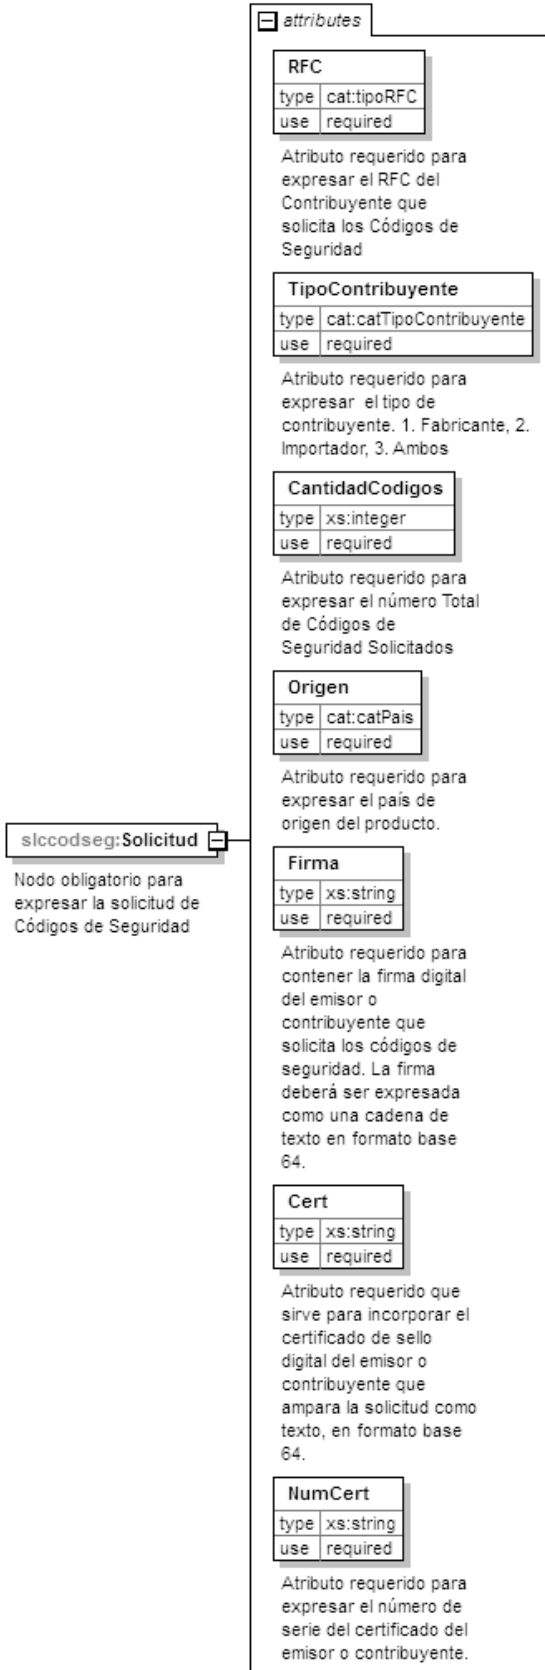 attributes
RFC
type cat:tipoRFC
use required
Atributo requerido para
expresar el RFC del
Contribuyente que
solicita los Códigos de
Seguridad
TipoContribuyente
type cat:catTipoContribuyente
use required
Atributo requerido para
expresar  el tipo de
contribuyente. 1. Fabricante, 2.
Importador, 3. Ambos
CantidadCodigos
type xs:integer
use required
Atributo requerido para
expresar el número Total
de Códigos de
Seguridad Solicitados
Origen
type cat:catPais
use required
Atributo requerido para
expresar el país de
origen del producto.
slccodseg:Solicitud
Nodo obligatorio para
expresar la solicitud de
Códigos de Seguridad
Firma
type xs:string
use required
Atributo requerido para
contener la firma digital
del emisor o
contribuyente que
solicita los códigos de
seguridad. La firma
deberá ser expresada
como una cadena de
texto en formato base
64.
Cert
type xs:string
use required
Atributo requerido que
sirve para incorporar el
certificado de sello
digital del emisor o
contribuyente que
ampara la solicitud como
texto, en formato base
64.
NumCert
type xs:string
use required
Atributo requerido para
expresar el número de
serie del certificado del
emisor o contribuyente.